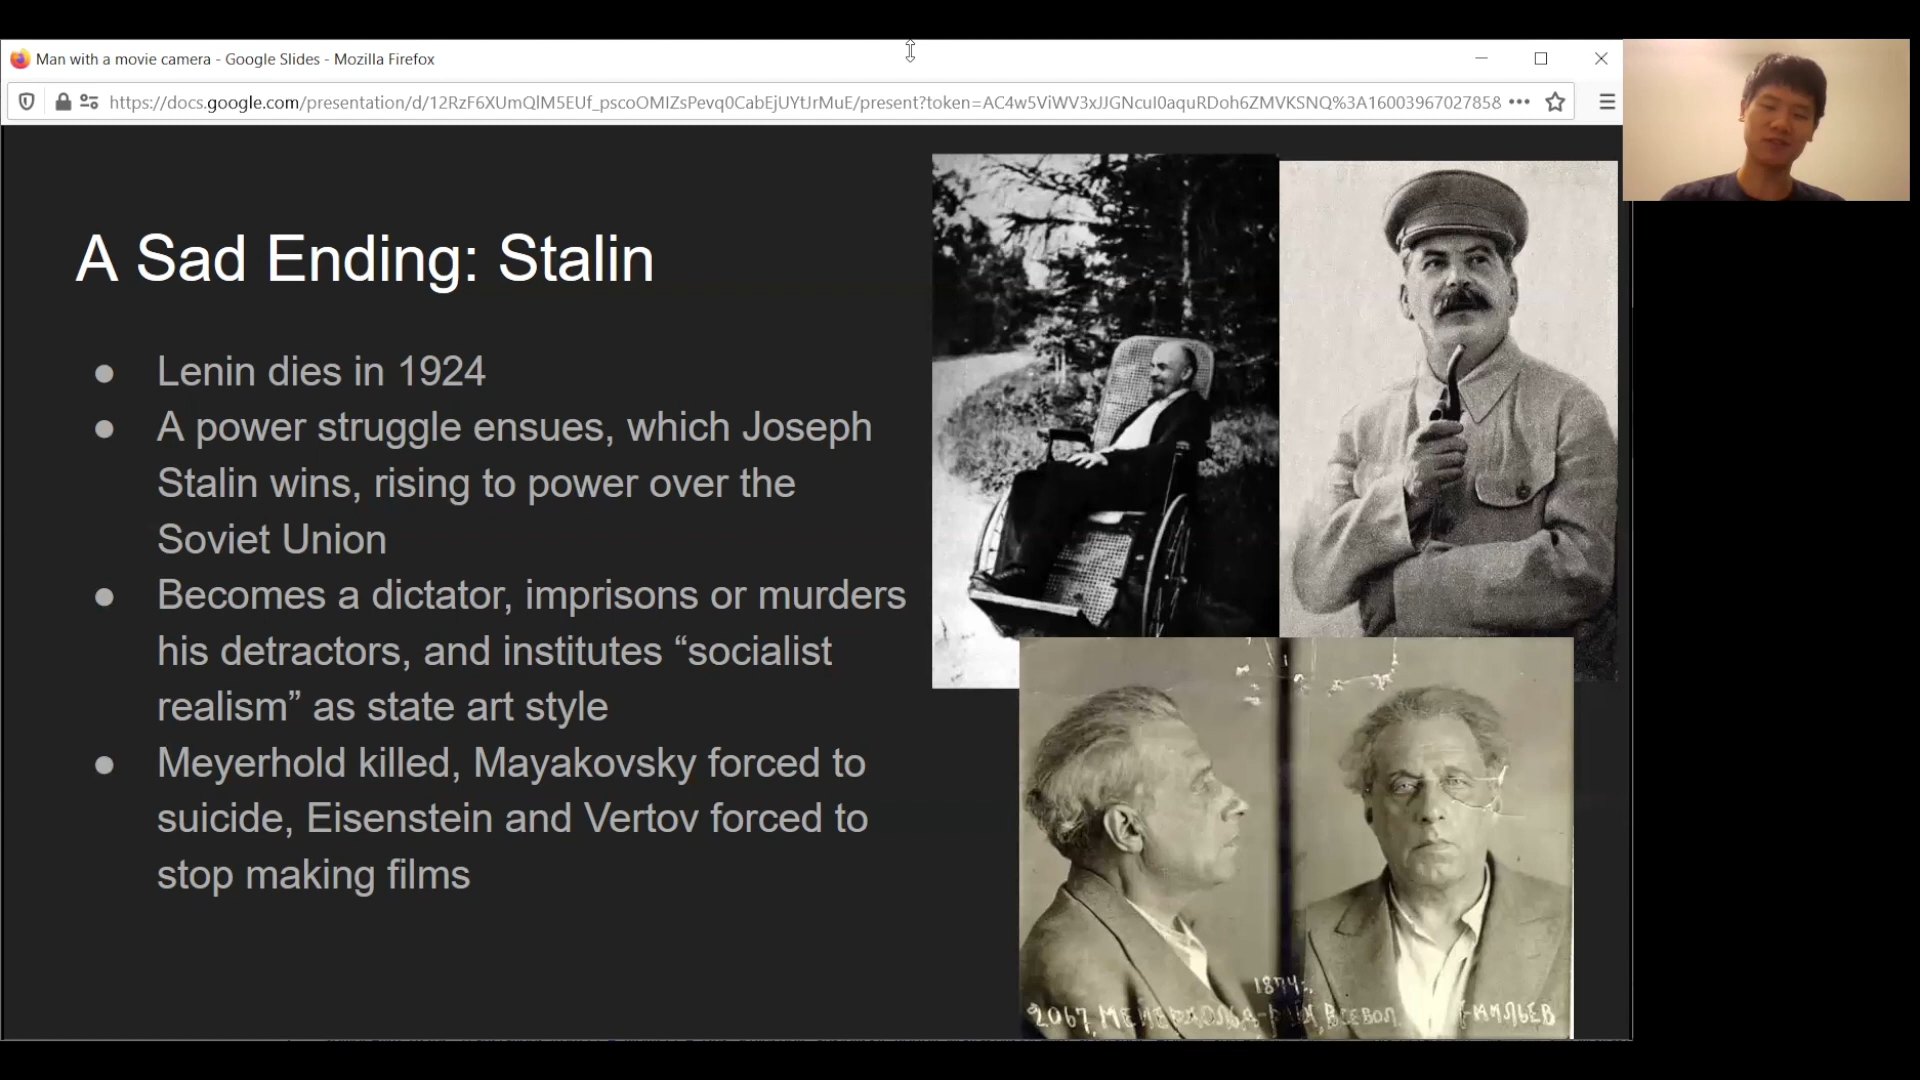 Man with a movie camera - Google Slides - Mozilla Firefox
https://docs.google.com/presentation/d/12RzF6XUmQlM5EUf_pscoOMIZsPevq0CabEjUYtJrMuE/present?token=AC4w5ViWV3xJJGNcuI0aquRDoh6ZMVKSNQ%3A16003967027858
A Sad Ending: Stalin
● Lenin dies in 1924
● A power struggle ensues, which Joseph
Stalin wins, rising to power over the
Soviet Union
● Becomes a dictator, imprisons or murders
his detractors, and institutes “socialist
realism” as state art style
● Meyerhold killed, Mayakovsky forced to
suicide, Eisenstein and Vertov forced to
stop making films
1874г.
2067,